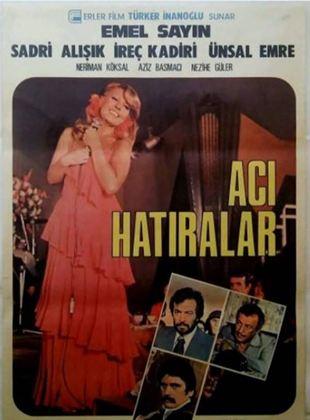 ERLER FİLM TÜRKER İNANOĞLU SUNAR
EMEL SAYIN
SADRİ ALIŞIK İREÇ KADİRİ ÜNSAL EMRE
NERİMAN KÖKSAL AZİZ BASMACI NEZİHE GÜLER
ACI
HATIRALAR